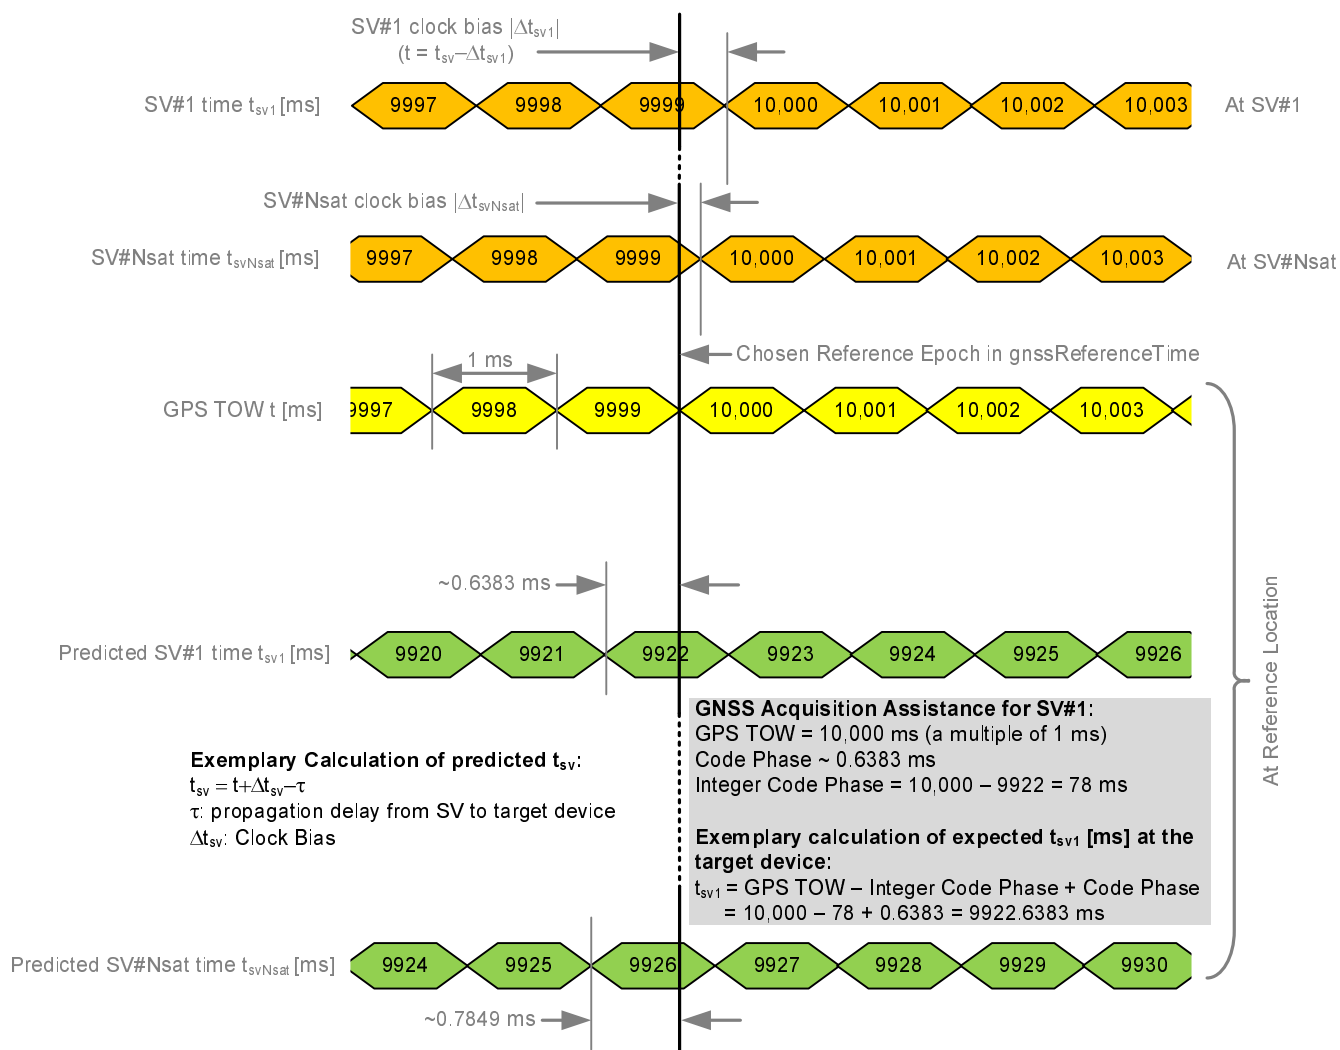 SV#1 clock bias |Δtsv1|
(t = tsv–Δtsv1)
SV#1 time tsv1 [ms]
9997 9998 9999 10,000 10,001 10,002 10,003
At SV#1
SV#Nsat clock bias |ΔtsvNsat|
SV#Nsat time tsvNsat [ms]
9997 9998 9999 10,000 10,001 10,002 10,003
At SV#Nsat
1 ms
Chosen Reference Epoch in gnssReferenceTime
GPS TOW t [ms]
9997 9998 9999 10,000 10,001 10,002 10,003
~0.6383 ms
Predicted SV#1 time tsv1 [ms]
9920 9921 9922 9923 9924 9925 9926
At Reference Location
GNSS Acquisition Assistance for SV#1:
GPS TOW = 10,000 ms (a multiple of 1 ms)
Code Phase ~ 0.6383 ms
Integer Code Phase = 10,000 – 9922 = 78 ms
Exemplary calculation of expected tsv1 [ms] at the
target device:
tsv1 = GPS TOW – Integer Code Phase + Code Phase
= 10,000 – 78 + 0.6383 = 9922.6383 ms
Exemplary Calculation of predicted tsv:
tsv = t+Δtsv–τ
τ: propagation delay from SV to target device
Δtsv: Clock Bias
Predicted SV#Nsat time tsvNsat [ms]
9924 9925 9926 9927 9928 9929 9930
~0.7849 ms